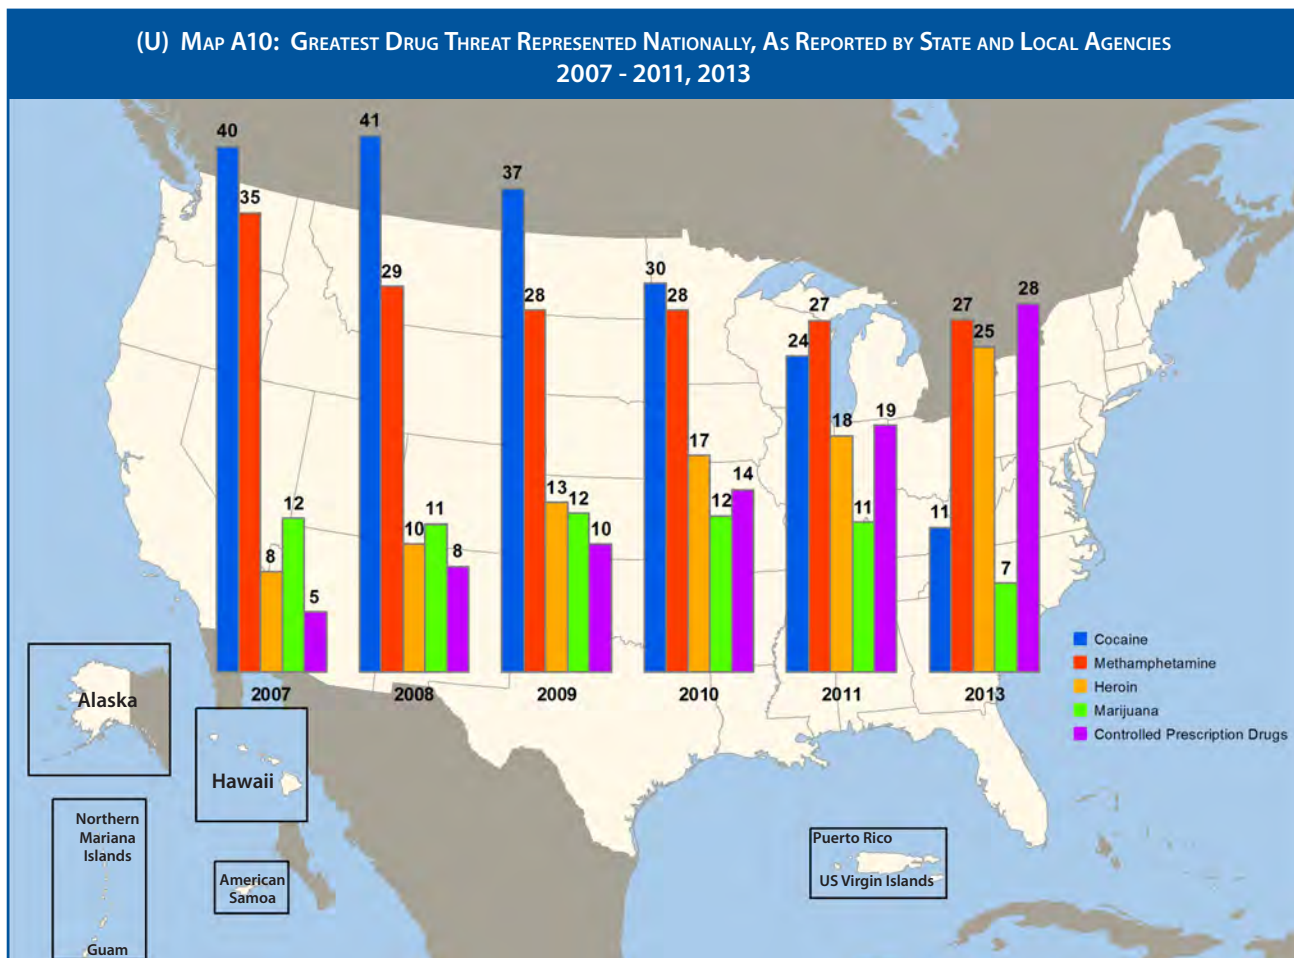 (U) Map A10: Greatest Drug Threat Represented Nationally, As Reported by State and Local Agencies
2007 - 2011, 2013
40
35
8
12
5
41
29
10
11
8
37
28
13
12
10
30
28
17
12
14
24
27
18
11
19
11
27
25
7
28
2007
2008
2009
2010
2011
2013
Cocaine
Methamphetamine
Heroin
Marijuana
Controlled Prescription Drugs
Alaska
Hawaii
Northern
Mariana
Islands
Guam
American
Samoa
Puerto Rico
US Virgin Islands